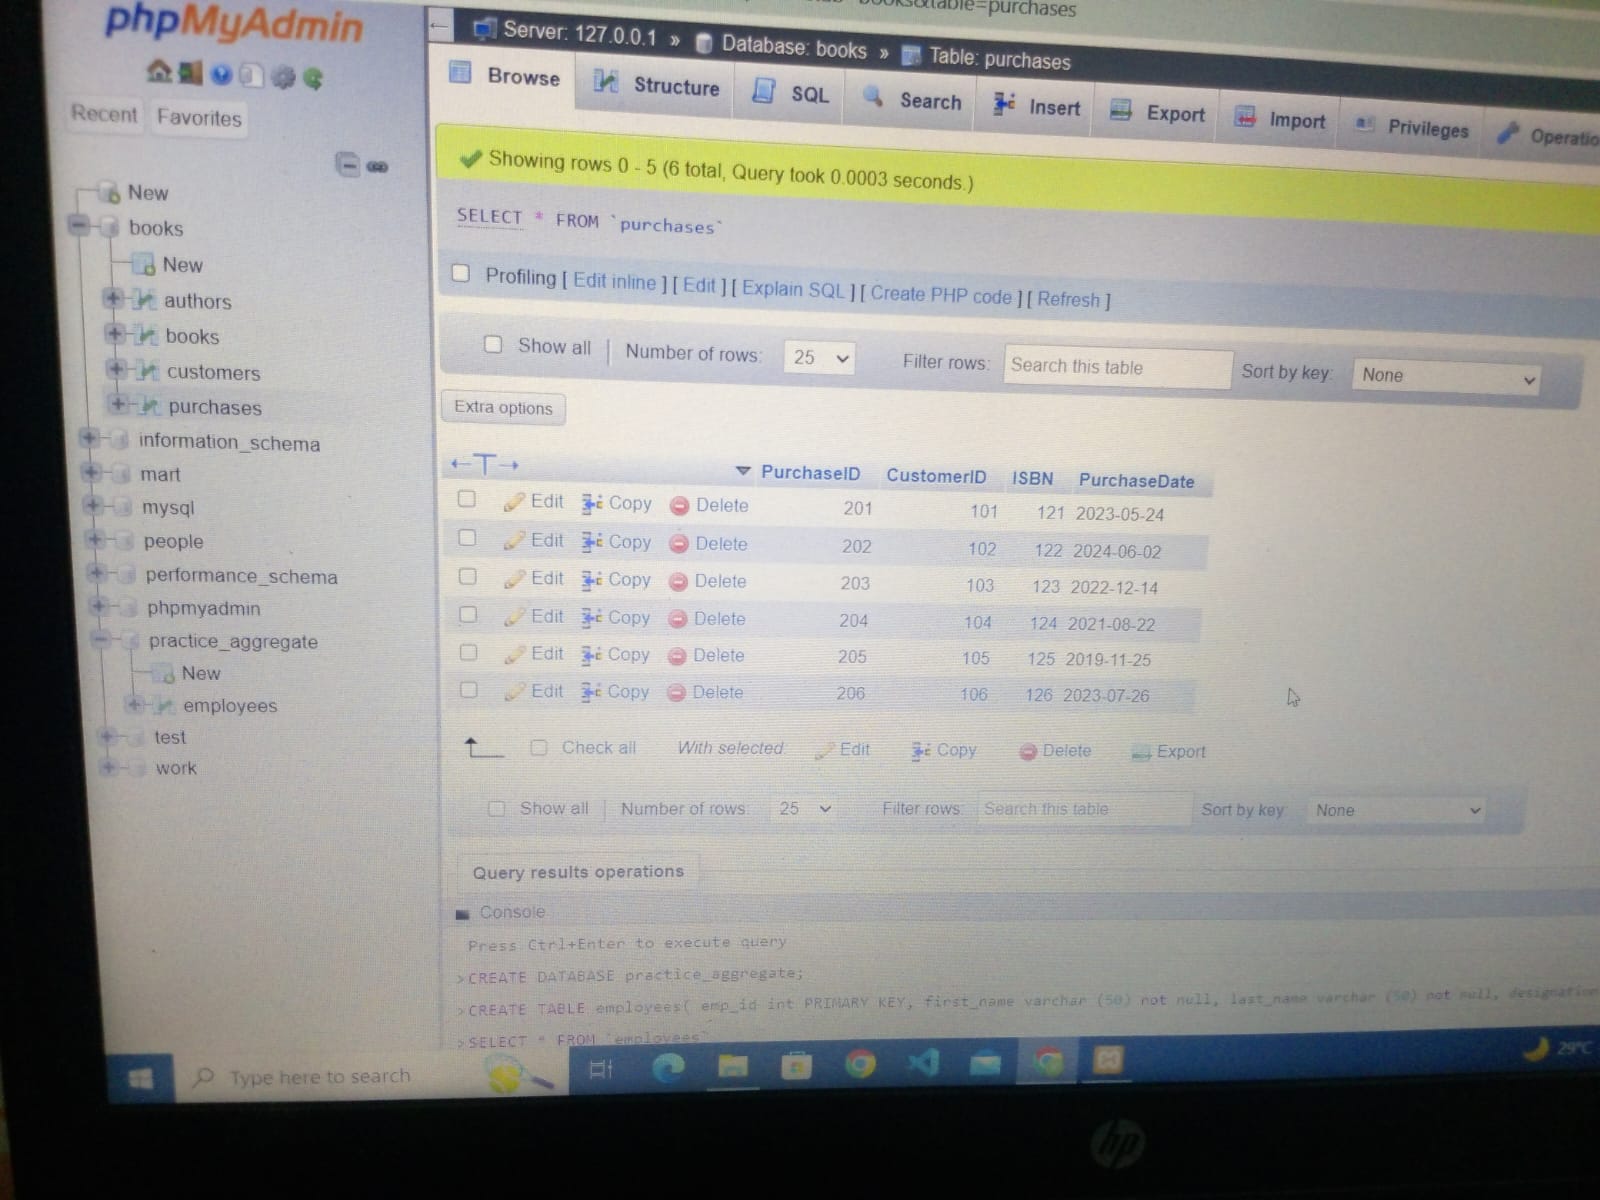 books&table=purchases
phpMyAdmin
Recent Favorites
New
books
New
authors
books
customers
purchases
information_schema
mart
mysql
people
performance_schema
phpmyadmin
practice_aggregate
New
employees
test
work
Server: 127.0.0.1 » Database: books » Table: purchases
Browse Structure SQL Search Insert Export Import Privileges Operatio
Showing rows 0 - 5 (6 total, Query took 0.0003 seconds.)
SELECT * FROM `purchases`
Profiling [ Edit inline ] [ Edit ] [ Explain SQL ] [ Create PHP code ] [ Refresh ]
Show all | Number of rows: 25 Filter rows: Search this table Sort by key: None
Extra options
←T→ PurchaseID CustomerID ISBN PurchaseDate
Edit Copy Delete 201 101 121 2023-05-24
Edit Copy Delete 202 102 122 2024-06-02
Edit Copy Delete 203 103 123 2022-12-14
Edit Copy Delete 204 104 124 2021-08-22
Edit Copy Delete 205 105 125 2019-11-25
Edit Copy Delete 206 106 126 2023-07-26
Check all With selected: Edit Copy Delete Export
Show all | Number of rows: 25 Filter rows: Search this table Sort by key: None
Query results operations
Console
Press Ctrl+Enter to execute query
>CREATE DATABASE practice_aggregate;
>CREATE TABLE employees( emp_id int PRIMARY KEY, first_name varchar (50) not null, last_name varchar (50) not null, designation
>SELECT * FROM `employees`
Type here to search
29°C
hp